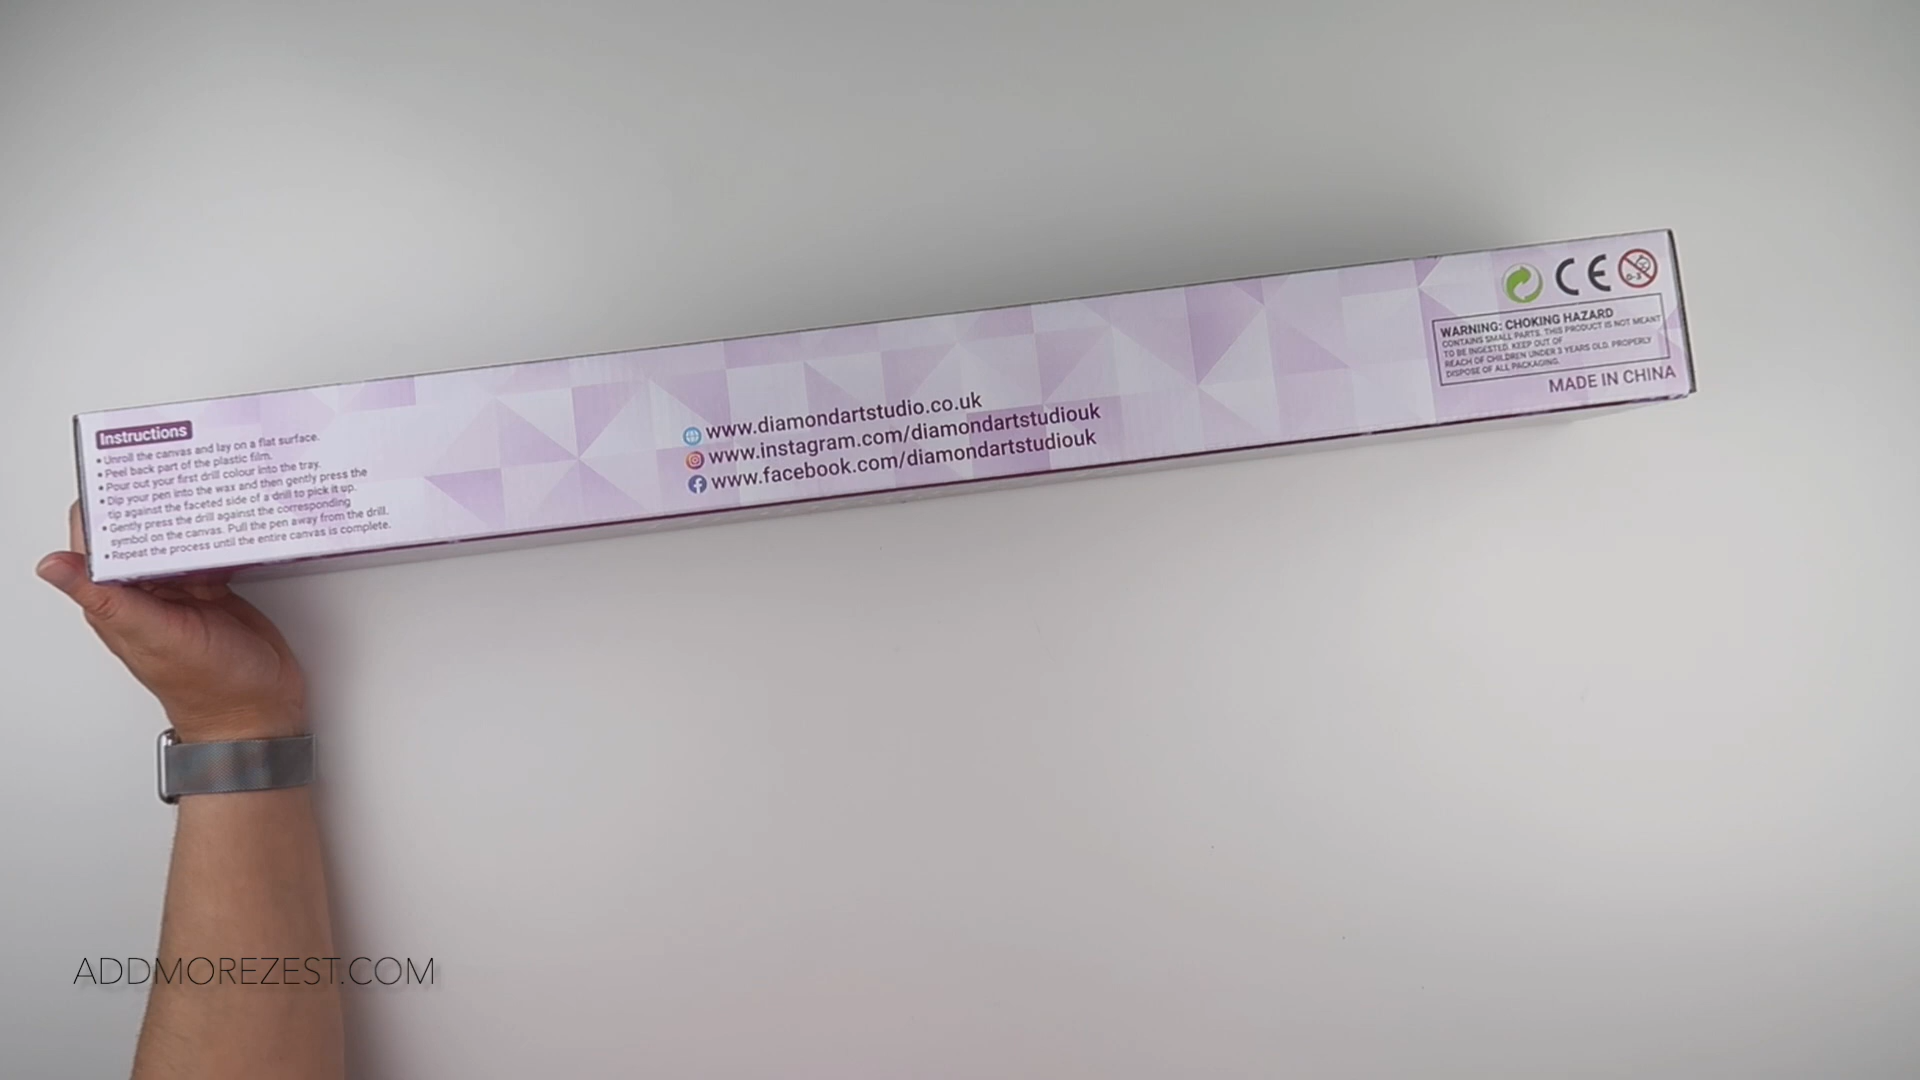 Instructions
• Unroll the canvas and lay on a flat surface.
• Peel back part of the plastic film.
• Pour out your first drill colour into the tray.
• Dip your pen into the wax and then gently press the
tip against the faceted side of a drill to pick it up.
• Gently press the drill against the corresponding
symbol on the canvas. Pull the pen away from the drill.
• Repeat the process until the entire canvas is complete.
www.diamondartstudio.co.uk
www.instagram.com/diamondartstudiouk
www.facebook.com/diamondartstudiouk
CE
0-3
WARNING: CHOKING HAZARD
CONTAINS SMALL PARTS. THIS PRODUCT IS NOT MEANT
TO BE INGESTED. KEEP OUT OF
REACH OF CHILDREN UNDER 3 YEARS OLD. PROPERLY
DISPOSE OF ALL PACKAGING.
MADE IN CHINA
ADDMOREZEST.COM